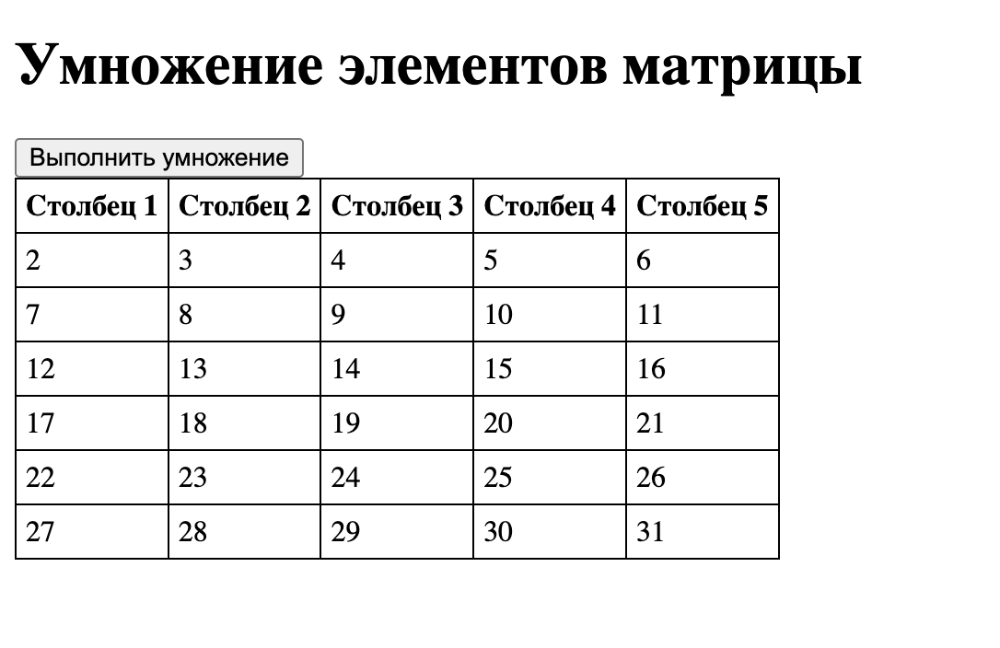 Умножение элементов матрицы
Выполнить умножение
Столбец 1 Столбец 2 Столбец 3 Столбец 4 Столбец 5
2 3 4 5 6
7 8 9 10 11
12 13 14 15 16
17 18 19 20 21
22 23 24 25 26
27 28 29 30 31